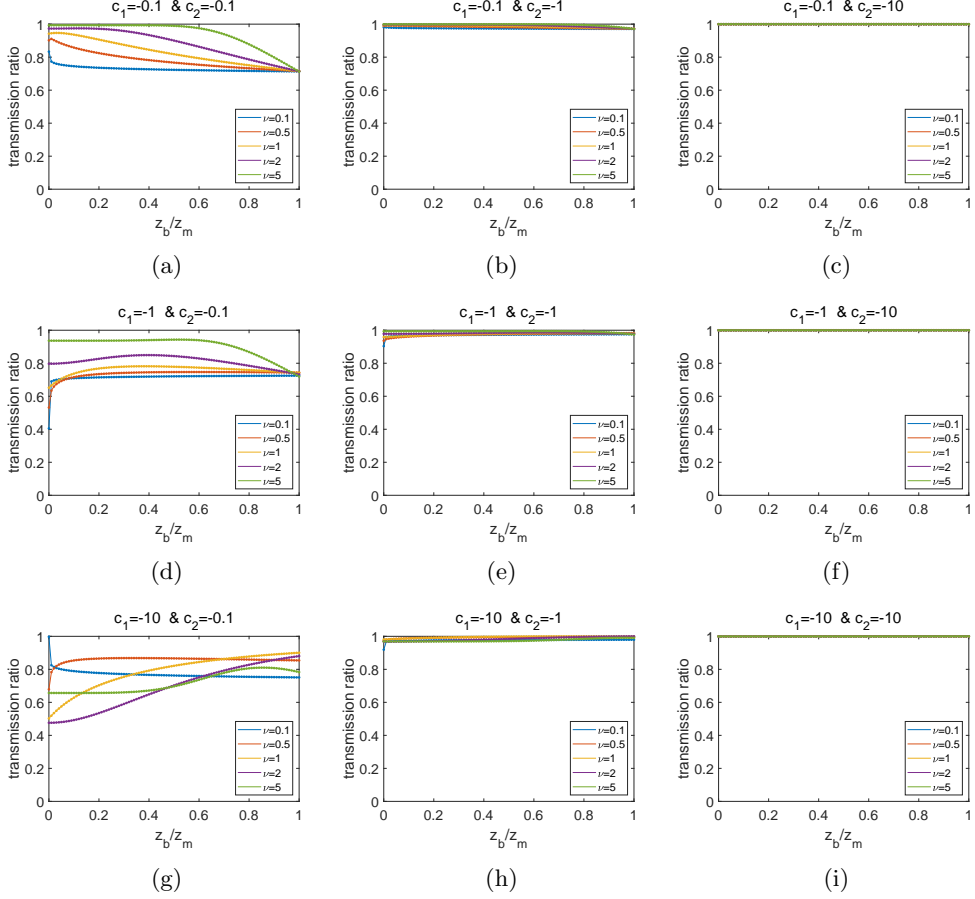 c1=-0.1 & c2=-0.1
transmission ratio
1
0.8
0.6
0.4
0.2
0
ν=0.1
ν=0.5
ν=1
ν=2
ν=5
0 0.2 0.4 0.6 0.8 1
zb/zm
(a)
c1=-0.1 & c2=-1
transmission ratio
1
0.8
0.6
0.4
0.2
0
ν=0.1
ν=0.5
ν=1
ν=2
ν=5
0 0.2 0.4 0.6 0.8 1
zb/zm
(b)
c1=-0.1 & c2=-10
transmission ratio
1
0.8
0.6
0.4
0.2
0
ν=0.1
ν=0.5
ν=1
ν=2
ν=5
0 0.2 0.4 0.6 0.8 1
zb/zm
(c)
c1=-1 & c2=-0.1
transmission ratio
1
0.8
0.6
0.4
0.2
0
ν=0.1
ν=0.5
ν=1
ν=2
ν=5
0 0.2 0.4 0.6 0.8 1
zb/zm
(d)
c1=-1 & c2=-1
transmission ratio
1
0.8
0.6
0.4
0.2
0
ν=0.1
ν=0.5
ν=1
ν=2
ν=5
0 0.2 0.4 0.6 0.8 1
zb/zm
(e)
c1=-1 & c2=-10
transmission ratio
1
0.8
0.6
0.4
0.2
0
ν=0.1
ν=0.5
ν=1
ν=2
ν=5
0 0.2 0.4 0.6 0.8 1
zb/zm
(f)
c1=-10 & c2=-0.1
transmission ratio
1
0.8
0.6
0.4
0.2
0
ν=0.1
ν=0.5
ν=1
ν=2
ν=5
0 0.2 0.4 0.6 0.8 1
zb/zm
(g)
c1=-10 & c2=-1
transmission ratio
1
0.8
0.6
0.4
0.2
0
ν=0.1
ν=0.5
ν=1
ν=2
ν=5
0 0.2 0.4 0.6 0.8 1
zb/zm
(h)
c1=-10 & c2=-10
transmission ratio
1
0.8
0.6
0.4
0.2
0
ν=0.1
ν=0.5
ν=1
ν=2
ν=5
0 0.2 0.4 0.6 0.8 1
zb/zm
(i)